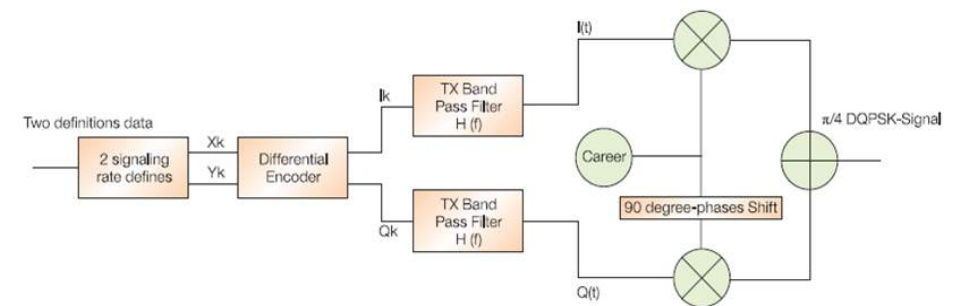 Two definitions data
2 signaling
rate defines
Xk
Yk
Differential
Encoder
Ik
Qk
TX Band
Pass Filter
H (f)
TX Band
Pass Filter
H (f)
I(t)
Q(t)
Career
90 degree-phases Shift
π/4 DQPSK-Signal